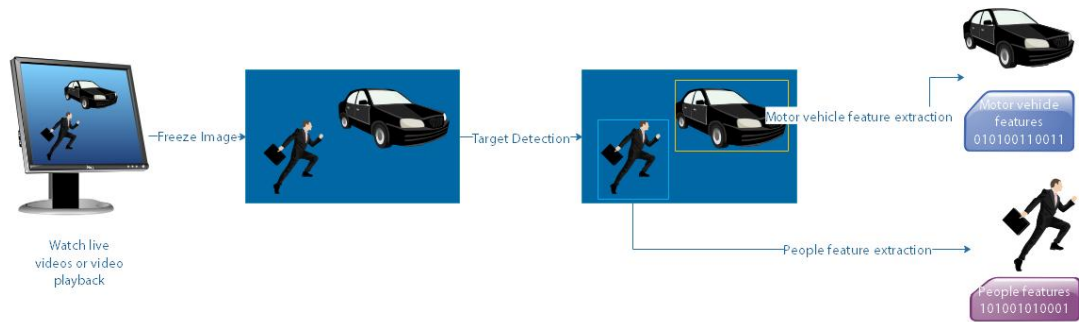 Watch live
videos or video
playback
Freeze Image
Target Detection
Motor vehicle feature extraction
Motor vehicle
features
010100110011
People feature extraction
People features
101001010001